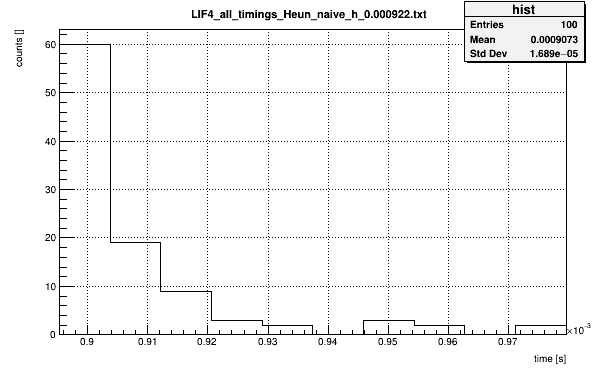 LIF4_all_timings_Heun_naive_h_0.000922.txt
hist
Entries 100
Mean 0.0009073
Std Dev 1.689e−05
counts []
60
50
40
30
20
10
0
0.9 0.91 0.92 0.93 0.94 0.95 0.96 0.97
×10⁻³
time [s]